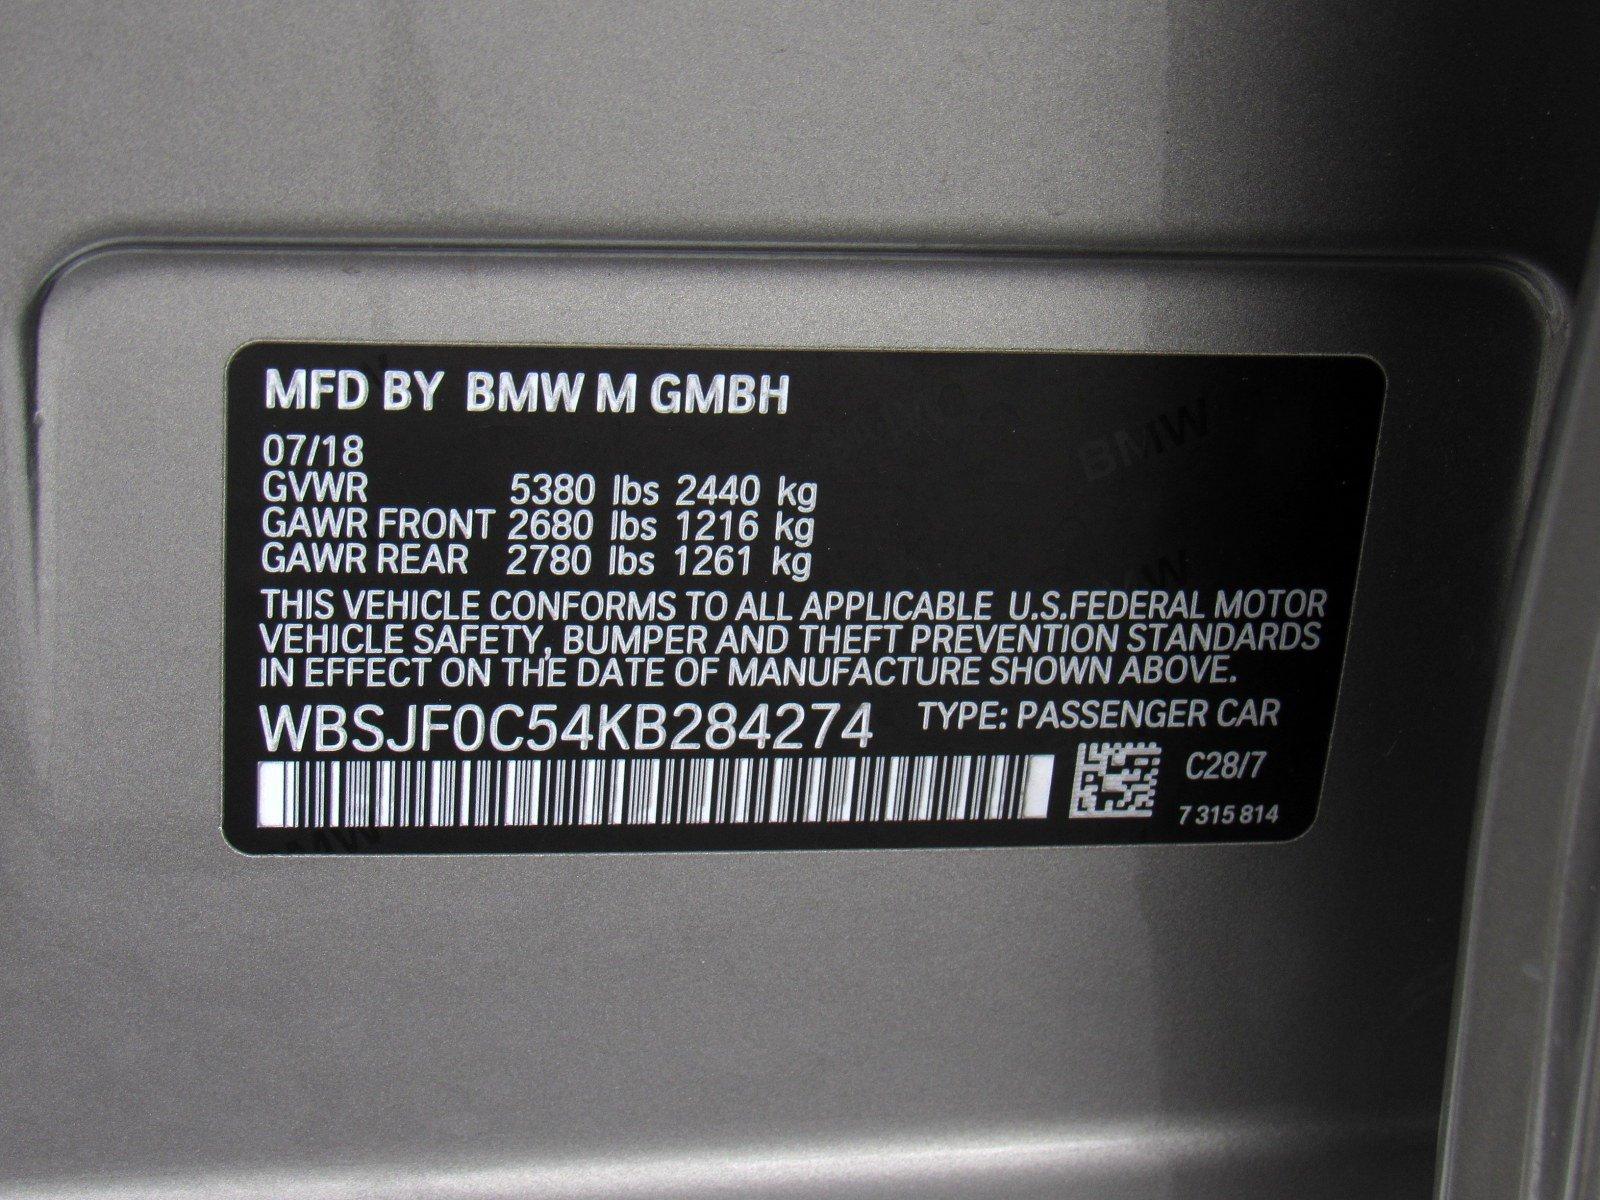 MFD BY BMW M GMBH
07/18
GVWR 5380 lbs 2440 kg
GAWR FRONT 2680 lbs 1216 kg
GAWR REAR 2780 lbs 1261 kg
THIS VEHICLE CONFORMS TO ALL APPLICABLE U.S.FEDERAL MOTOR
VEHICLE SAFETY, BUMPER AND THEFT PREVENTION STANDARDS
IN EFFECT ON THE DATE OF MANUFACTURE SHOWN ABOVE.
WBSJF0C54KB284274 TYPE: PASSENGER CAR
C28/7
7 315 814
BMW